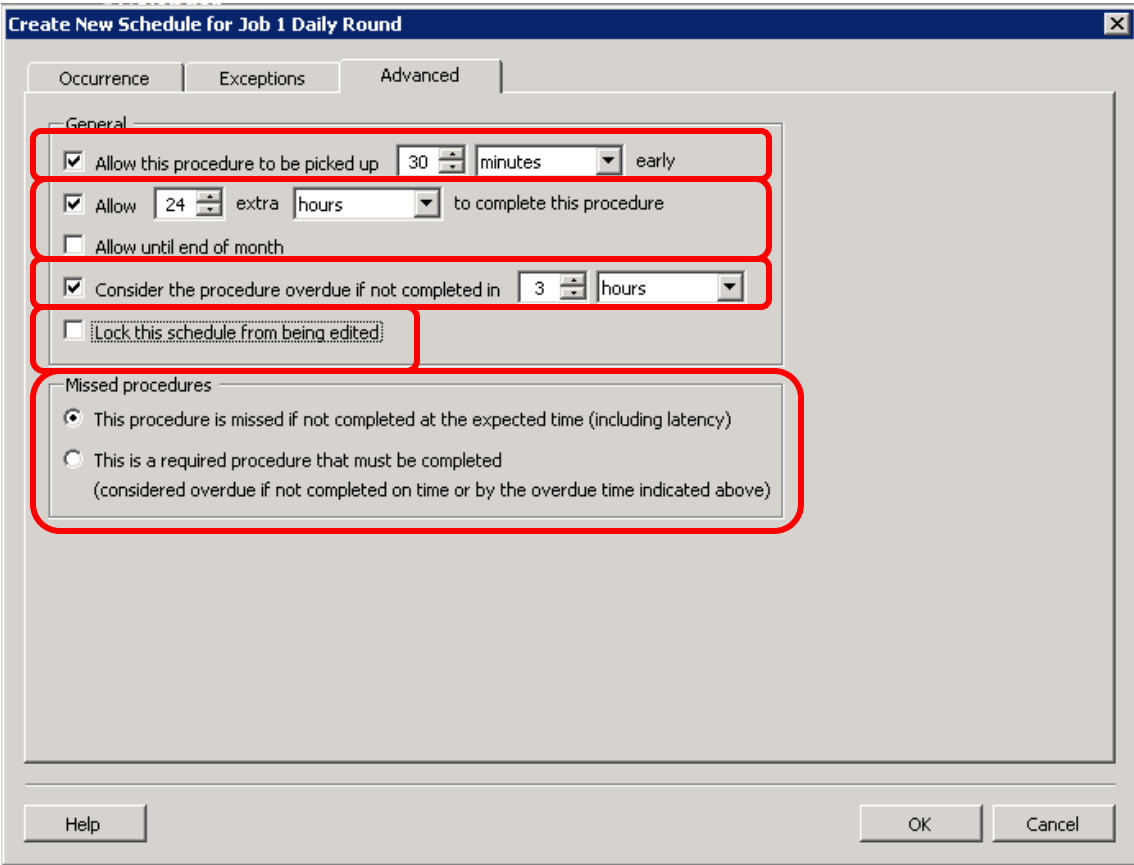 Create New Schedule for Job 1 Daily Round
Occurrence Exceptions Advanced
General
Allow this procedure to be picked up 30 minutes early
Allow 24 extra hours to complete this procedure
Allow until end of month
Consider the procedure overdue if not completed in 3 hours
Lock this schedule from being edited
Missed procedures
This procedure is missed if not completed at the expected time (including latency)
This is a required procedure that must be completed
(considered overdue if not completed on time or by the overdue time indicated above)
Help OK Cancel